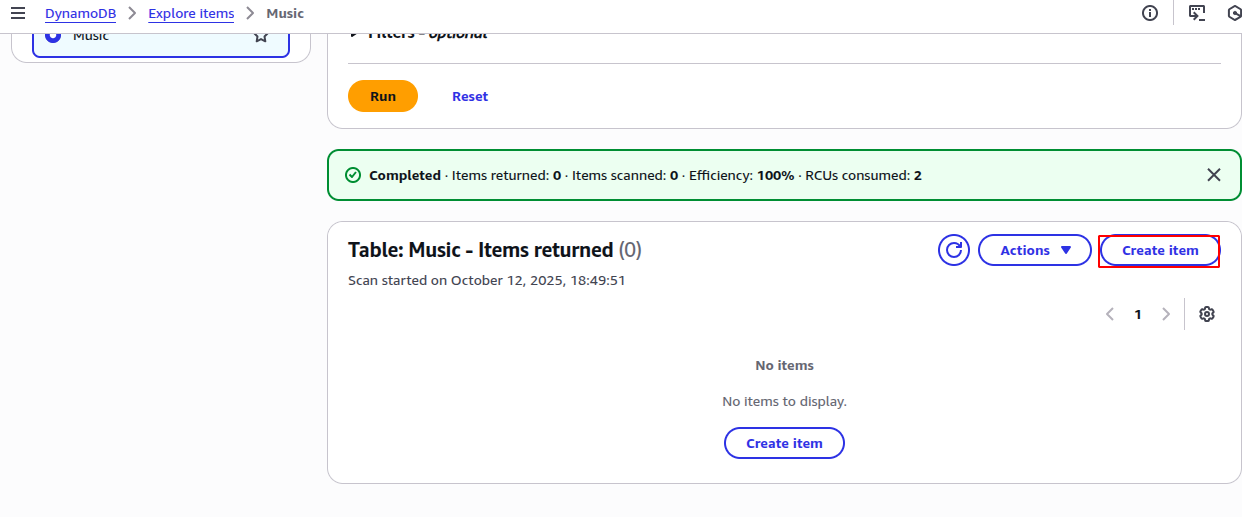 DynamoDB > Explore items > Music
Music
Filters - optional
Run Reset
Completed · Items returned: 0 · Items scanned: 0 · Efficiency: 100% · RCUs consumed: 2
Table: Music - Items returned (0)
Actions Create item
Scan started on October 12, 2025, 18:49:51
1
No items
No items to display.
Create item